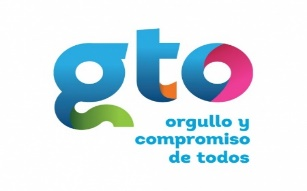 gto
orgullo y
compromiso
de todos